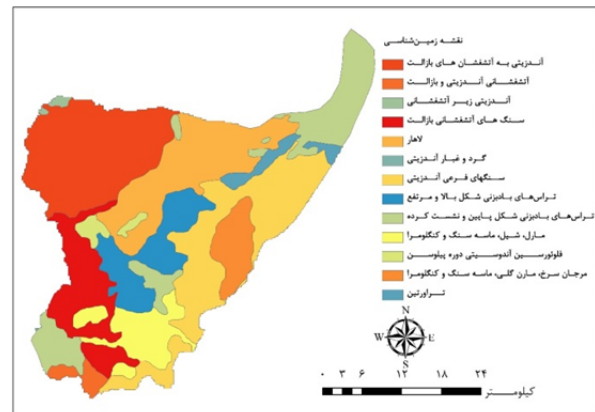 نقشه زمین‌شناسی
آندزیتی به آتشفشان های بازالت
آتشفشانی آندزیتی و بازالت
آندزیتی زیر آتشفشانی
سنگ های آتشفشانی بازالت
لاهار
گرد و غبار آندزیتی
سنگهای فرعی آندزیتی
تراس‌های بادبزنی شکل بالا و مرتفع
تراس‌های بادبزنی شکل پایین و نشست کرده
مارل، شیل، ماسه سنگ و کنگلومرا
فلوئورسین آندوسیتی دوره پیلوسن
مرجان سرخ، مارن گلی، ماسه سنگ و کنگلومرا
تراورتین
N
W E
S
۰ ۳ ۶ ۱۲ ۱۸ ۲۴
کیلومتر